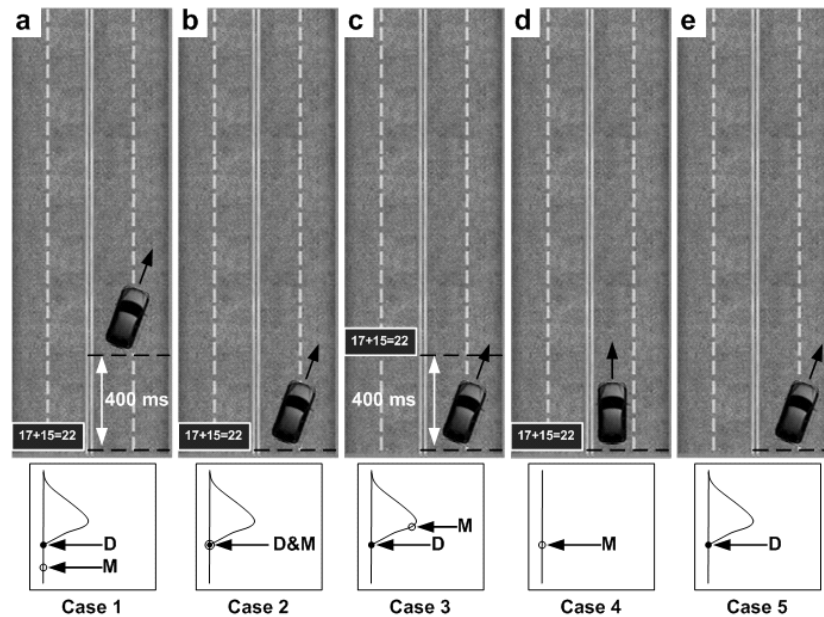 a b c d e
17+15=22
400 ms
400 ms
17+15=22
17+15=22
17+15=22
D
M
D&M
M
D
M
D
Case 1 Case 2 Case 3 Case 4 Case 5